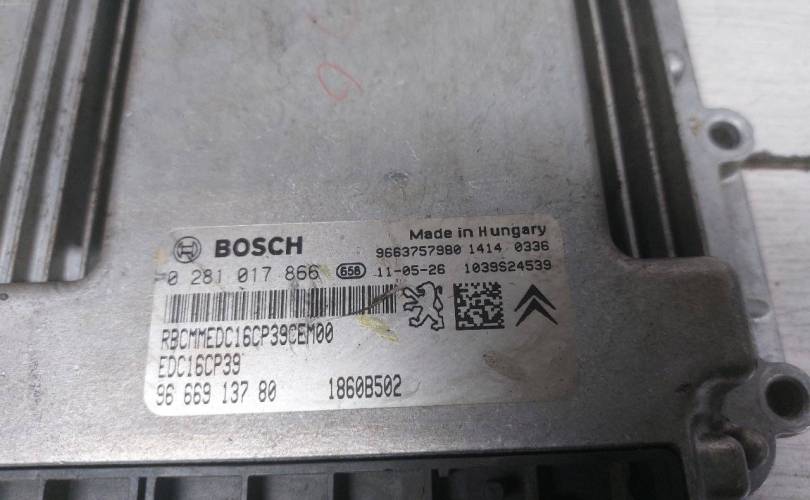 BOSCH
Made in Hungary
9663757980 1414 0336
0 281 017 866 658 11-05-26 1039S24539
RBCMMEDC16CP39CEM00
EDC16CP39
96 669 137 80 1860B502